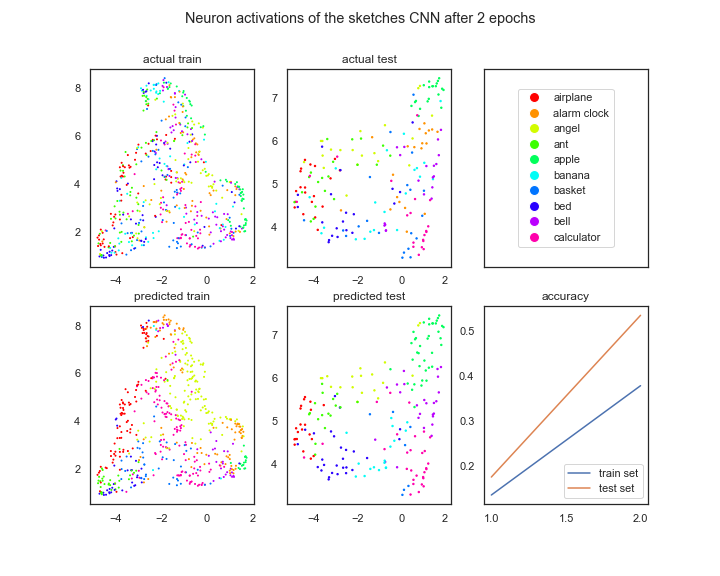 Neuron activations of the sketches CNN after 2 epochs
actual train
actual test
8
6
4
2
−4
−2
0
2
7
6
5
4
−4
−2
0
2
airplane
alarm clock
angel
ant
apple
banana
basket
bed
bell
calculator
predicted train
predicted test
accuracy
8
6
4
2
−4
−2
0
2
7
6
5
4
−4
−2
0
2
0.5
0.4
0.3
0.2
train set
test set
1.0
1.5
2.0